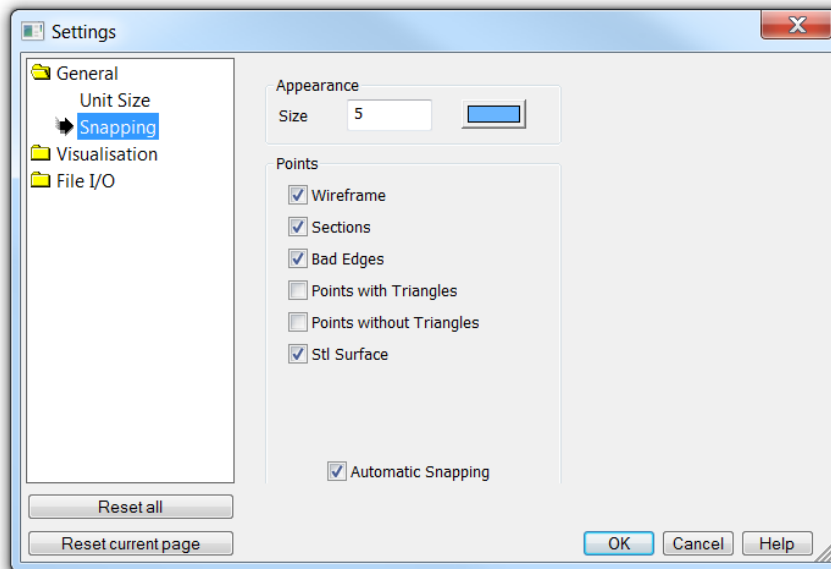 Settings
General
Unit Size
Snapping
Visualisation
File I/O
Reset all
Reset current page
Appearance
Size 5
Points
Wireframe
Sections
Bad Edges
Points with Triangles
Points without Triangles
Stl Surface
Automatic Snapping
OK Cancel Help